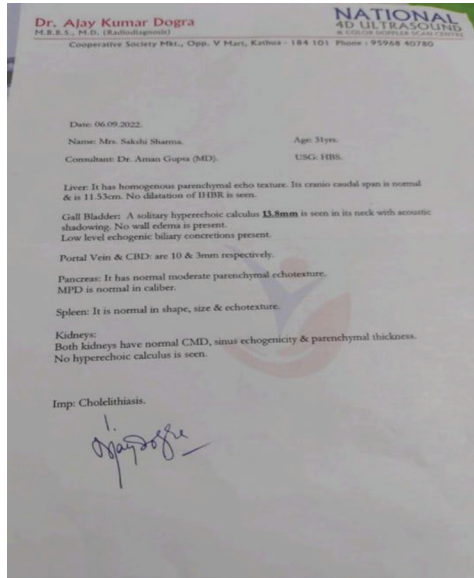 Dr. Ajay Kumar Dogra
M.B.B.S., M.D. (Radiodiagnosis)
NATIONAL
4D ULTRASOUND
& COLOR DOPPLER SCAN CENTRE
Cooperative Society Mkt., Opp. V Mart, Kathua - 184 101 Phone : 95968 40780
Date: 06.09.2022.
Name: Mrs. Sakshi Sharma. Age: 31yrs.
Consultant: Dr. Aman Gupta (MD). USG: HBS.
Liver: It has homogenous parenchymal echo texture. Its cranio caudal span is normal
& is 11.53cm. No dilatation of IHBR is seen.
Gall Bladder: A solitary hyperechoic calculus 13.8mm is seen in its neck with acoustic
shadowing. No wall edema is present.
Low level echogenic biliary concretions present.
Portal Vein & CBD: are 10 & 3mm respectively.
Pancreas: It has normal moderate parenchymal echotexture.
MPD is normal in caliber.
Spleen: It is normal in shape, size & echotexture.
Kidneys:
Both kidneys have normal CMD, sinus echogenicity & parenchymal thickness.
No hyperechoic calculus is seen.
Imp: Cholelithiasis.